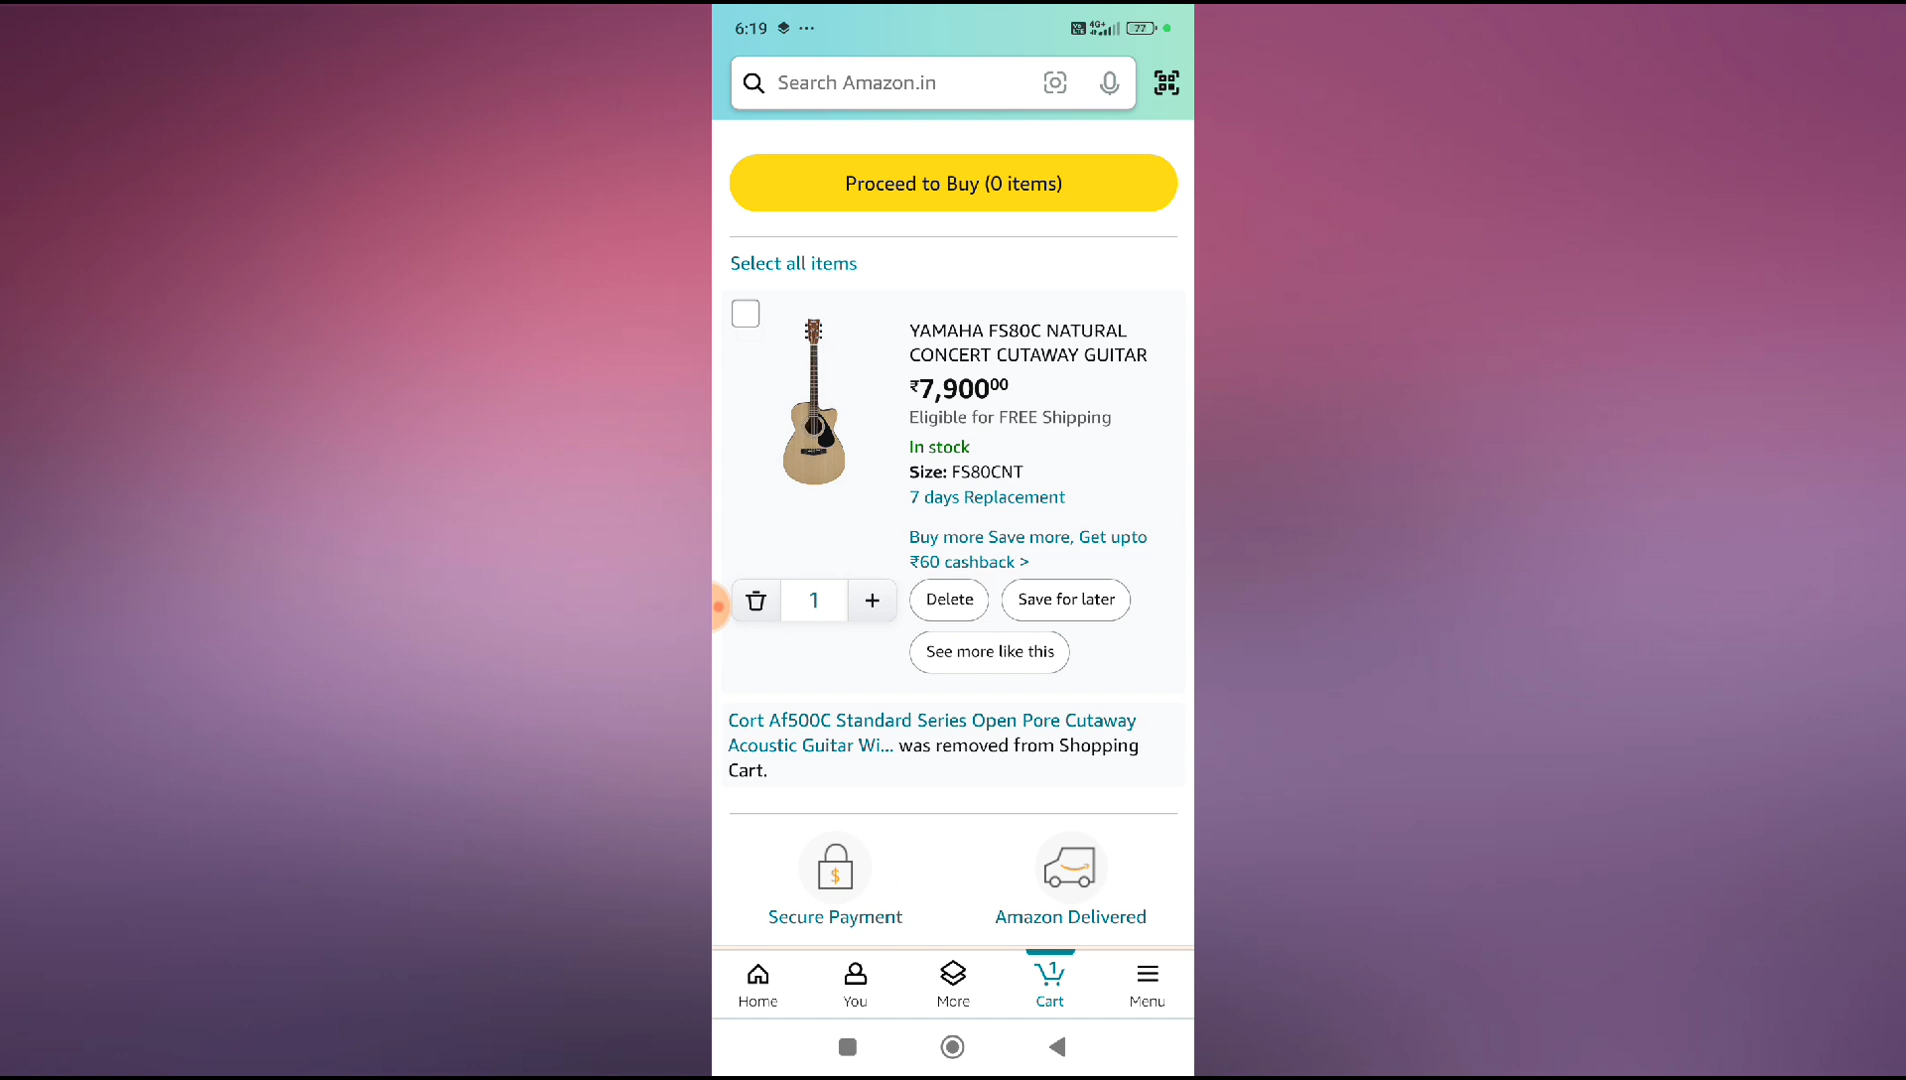 6:19 ...
4G+
77
Search Amazon.in
Proceed to Buy (0 items)
Select all items
YAMAHA FS80C NATURAL
CONCERT CUTAWAY GUITAR
₹7,900⁰⁰
Eligible for FREE Shipping
In stock
Size: FS80CNT
7 days Replacement
Buy more Save more, Get upto
₹60 cashback >
1 +
Delete
Save for later
See more like this
Cort Af500C Standard Series Open Pore Cutaway
Acoustic Guitar Wi... was removed from Shopping
Cart.
$
Secure Payment
Amazon Delivered
1
Home
You
More
Cart
Menu